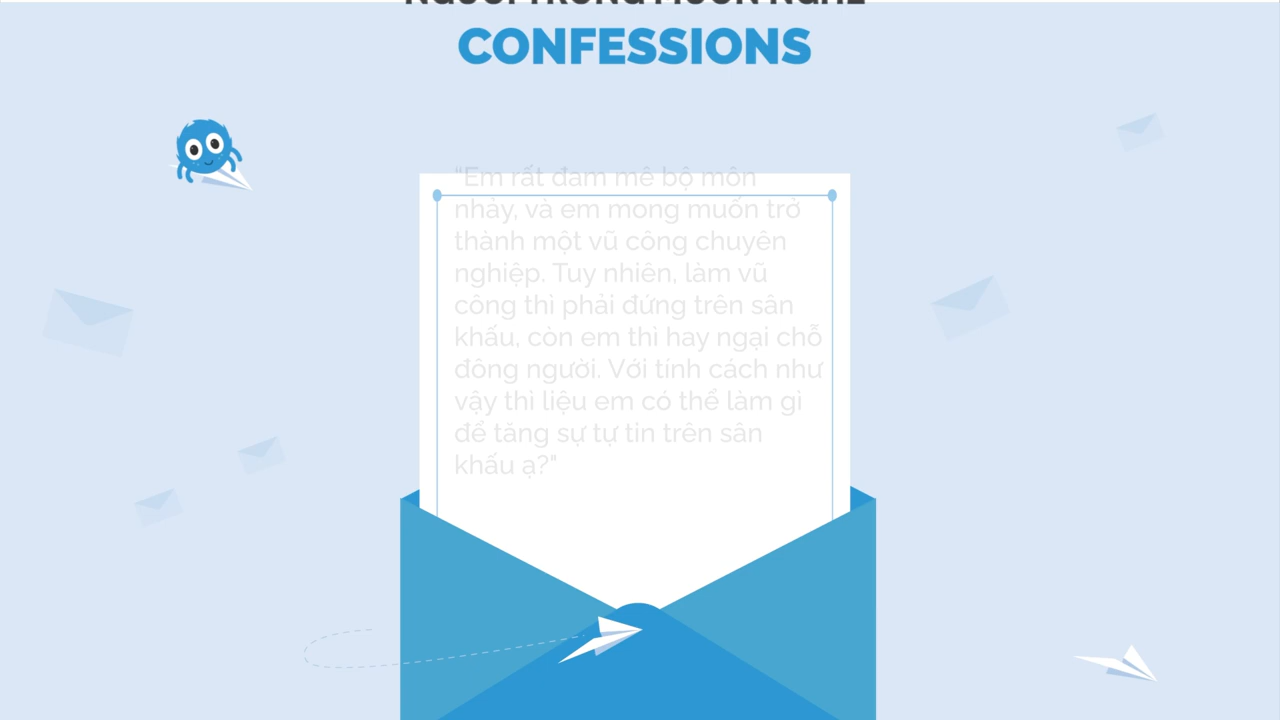 CONFESSIONS
"Em rất đam mê bộ môn
nhảy, và em mong muốn trở
thành một vũ công chuyên
nghiệp. Tuy nhiên, làm vũ
công thì phải đứng trên sân
khấu, còn em thì hay ngại chỗ
đông người. Với tính cách như
vậy thì liệu em có thể làm gì
để tăng sự tự tin trên sân
khấu ạ?"